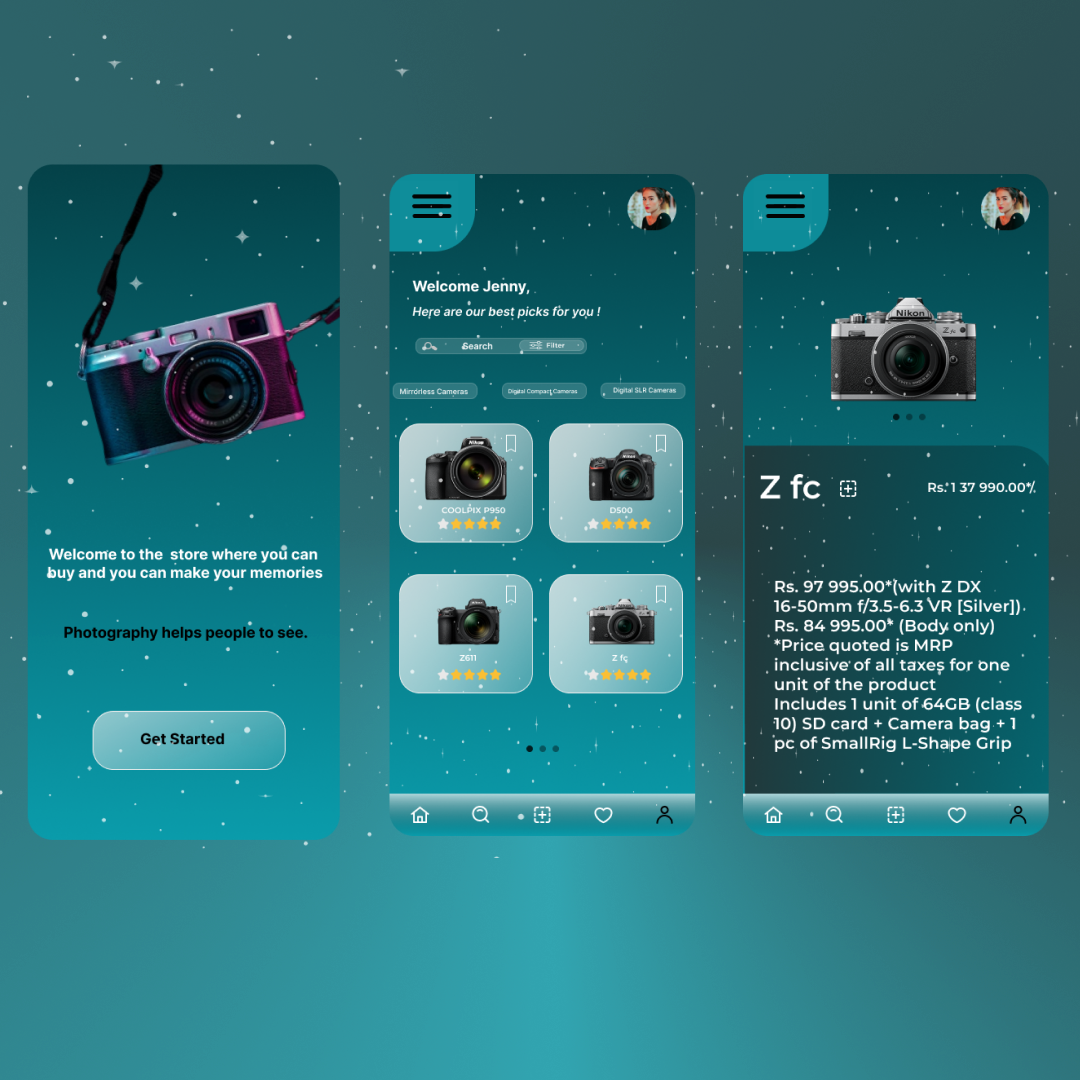 Welcome to the store where you can
buy and you can make your memories
Photography helps people to see.
Get Started
Welcome Jenny,
Here are our best picks for you !
Search
Filter
Mirrorless Cameras
Digital Compact Cameras
Digital SLR Cameras
Nikon
COOLPIX P950
Nikon
D500
Z611
Z fc
Nikon
Z fc
Z fc
Rs. 1 37 990.00*/
Rs. 97 995.00*(with Z DX
16-50mm f/3.5-6.3 VR [Silver])
Rs. 84 995.00* (Body only)
*Price quoted is MRP
inclusive of all taxes for one
unit of the product
Includes 1 unit of 64GB (class
10) SD card + Camera bag + 1
pc of SmallRig L-Shape Grip